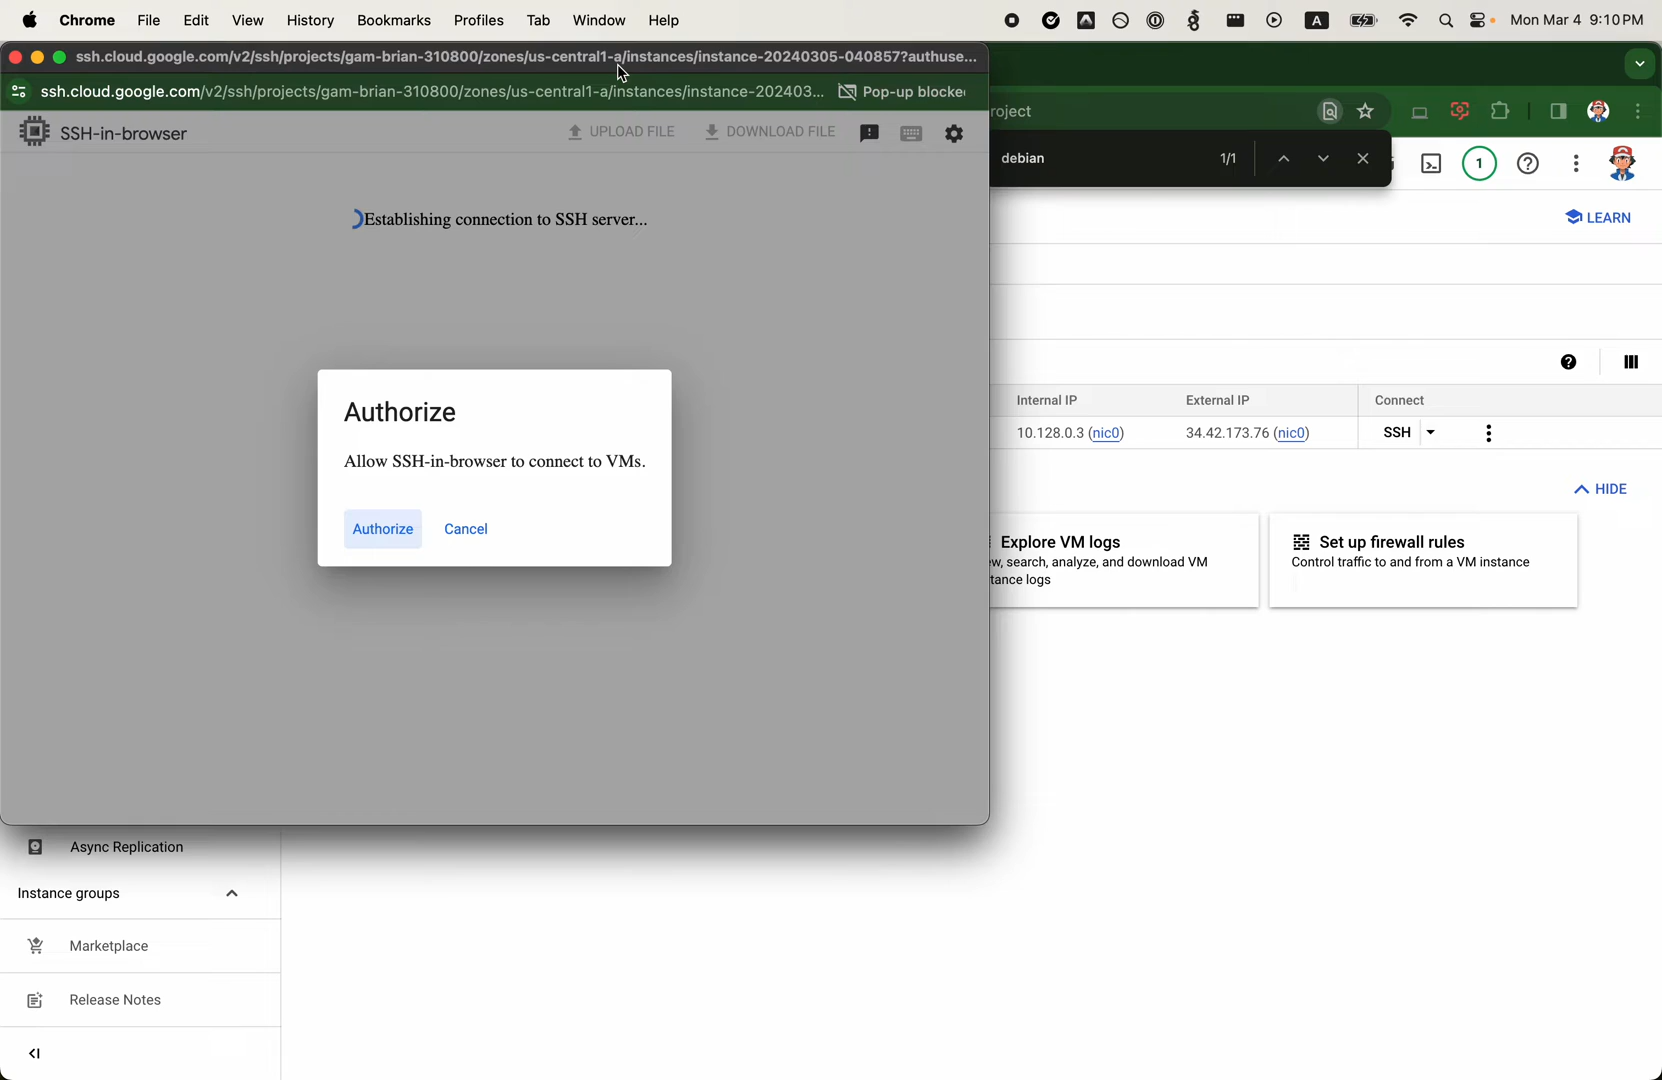 Chrome File Edit View History Bookmarks Profiles Tab Window Help
A
Mon Mar 4 9:10 PM
ssh.cloud.google.com/v2/ssh/projects/gam-brian-310800/zones/us-central1-a/instances/instance-20240305-040857?authuse...
ssh.cloud.google.com/v2/ssh/projects/gam-brian-310800/zones/us-central1-a/instances/instance-202403... Pop-up blocked
roject
SSH-in-browser
UPLOAD FILE
DOWNLOAD FILE
debian 1/1
1
LEARN
Establishing connection to SSH server...
Authorize
Allow SSH-in-browser to connect to VMs.
Authorize Cancel
Internal IP External IP Connect
10.128.0.3 (nic0) 34.42.173.76 (nic0) SSH
HIDE
Explore VM logs
ew, search, analyze, and download VM
tance logs
Set up firewall rules
Control traffic to and from a VM instance
Async Replication
Instance groups
Marketplace
Release Notes